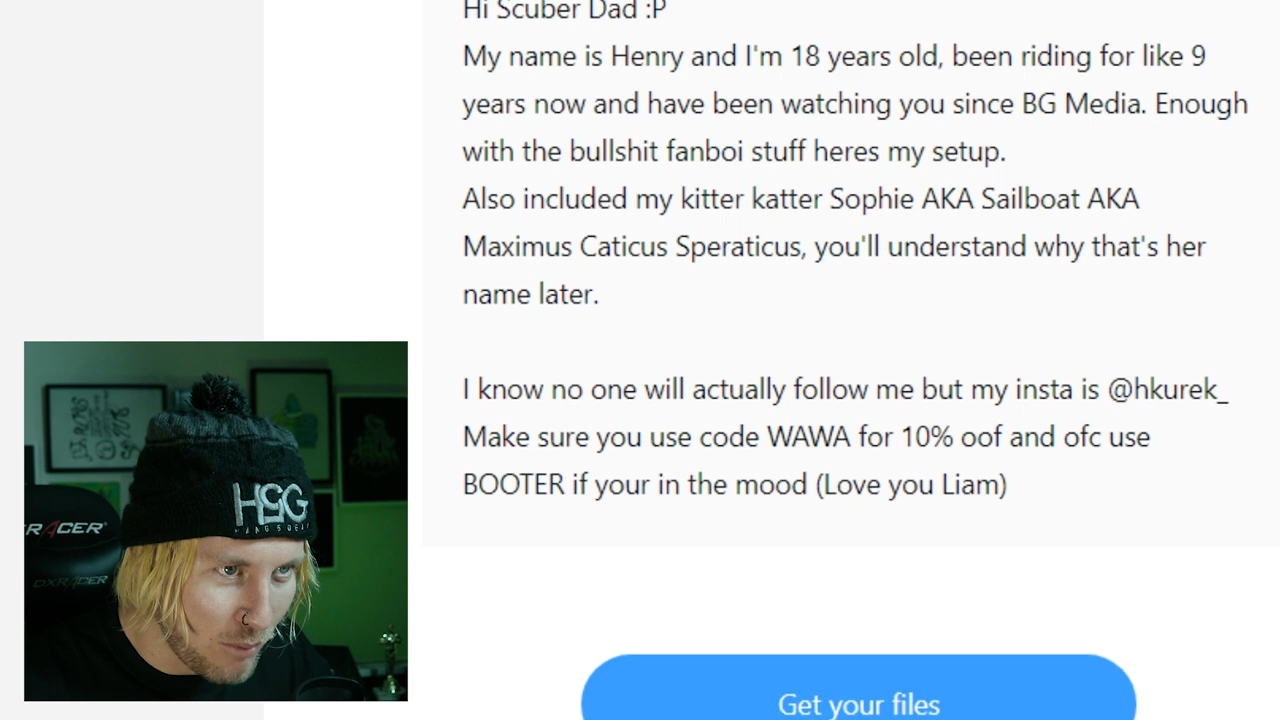 Hi Scuber Dad :P
My name is Henry and I'm 18 years old, been riding for like 9
years now and have been watching you since BG Media. Enough
with the bullshit fanboi stuff heres my setup.
Also included my kitter katter Sophie AKA Sailboat AKA
Maximus Caticus Speraticus, you'll understand why that's her
name later.
I know no one will actually follow me but my insta is @hkurek_
Make sure you use code WAWA for 10% oof and ofc use
BOOTER if your in the mood (Love you Liam)
Get your files
HSG
RACER
DXRACER